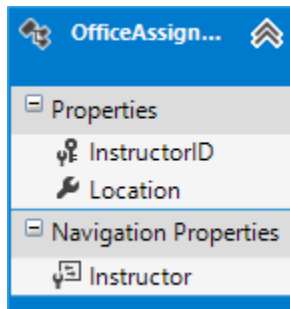 OfficeAssign...
Properties
InstructorID
Location
Navigation Properties
Instructor